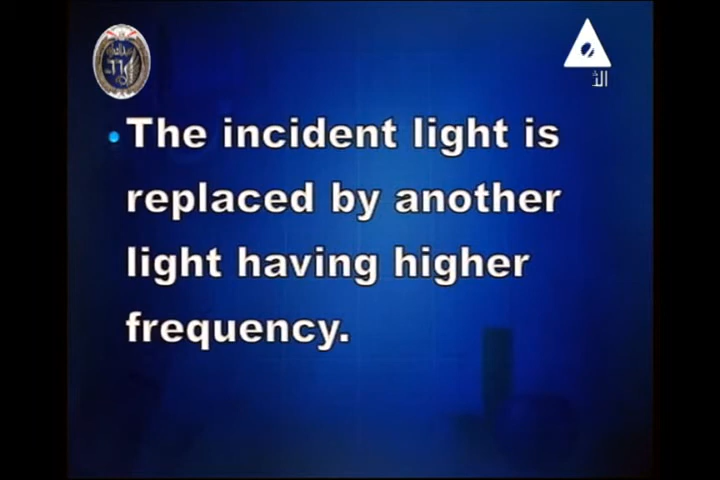 The incident light is
replaced by another
light having higher
frequency.